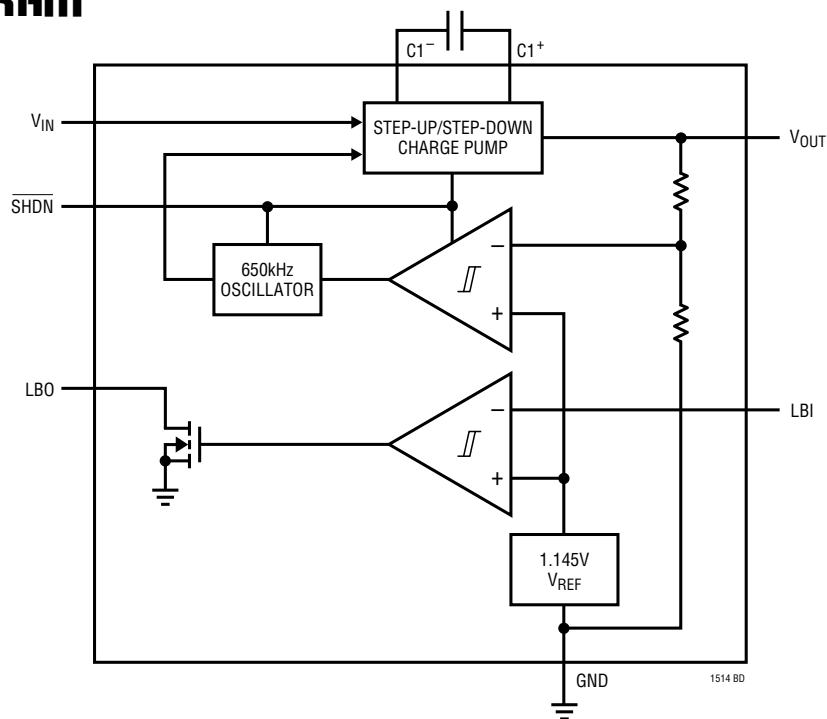 C1⁻ C1⁺
V_IN
STEP-UP/STEP-DOWN
CHARGE PUMP
V_OUT
SHDN
−
650kHz
OSCILLATOR
+
LBO
−
LBI
+
1.145V
V_REF
GND
1514 BD